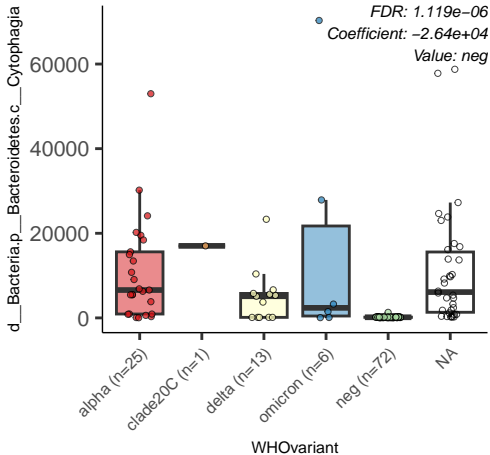 FDR: 1.119e−06
Coefficient: −2.64e+04
Value: neg
d__Bacteria.p__Bacteroidetes.c__Cytophagia
60000
40000
20000
0
alpha (n=25)
clade20C (n=1)
delta (n=13)
omicron (n=6)
neg (n=72)
NA
WHOvariant